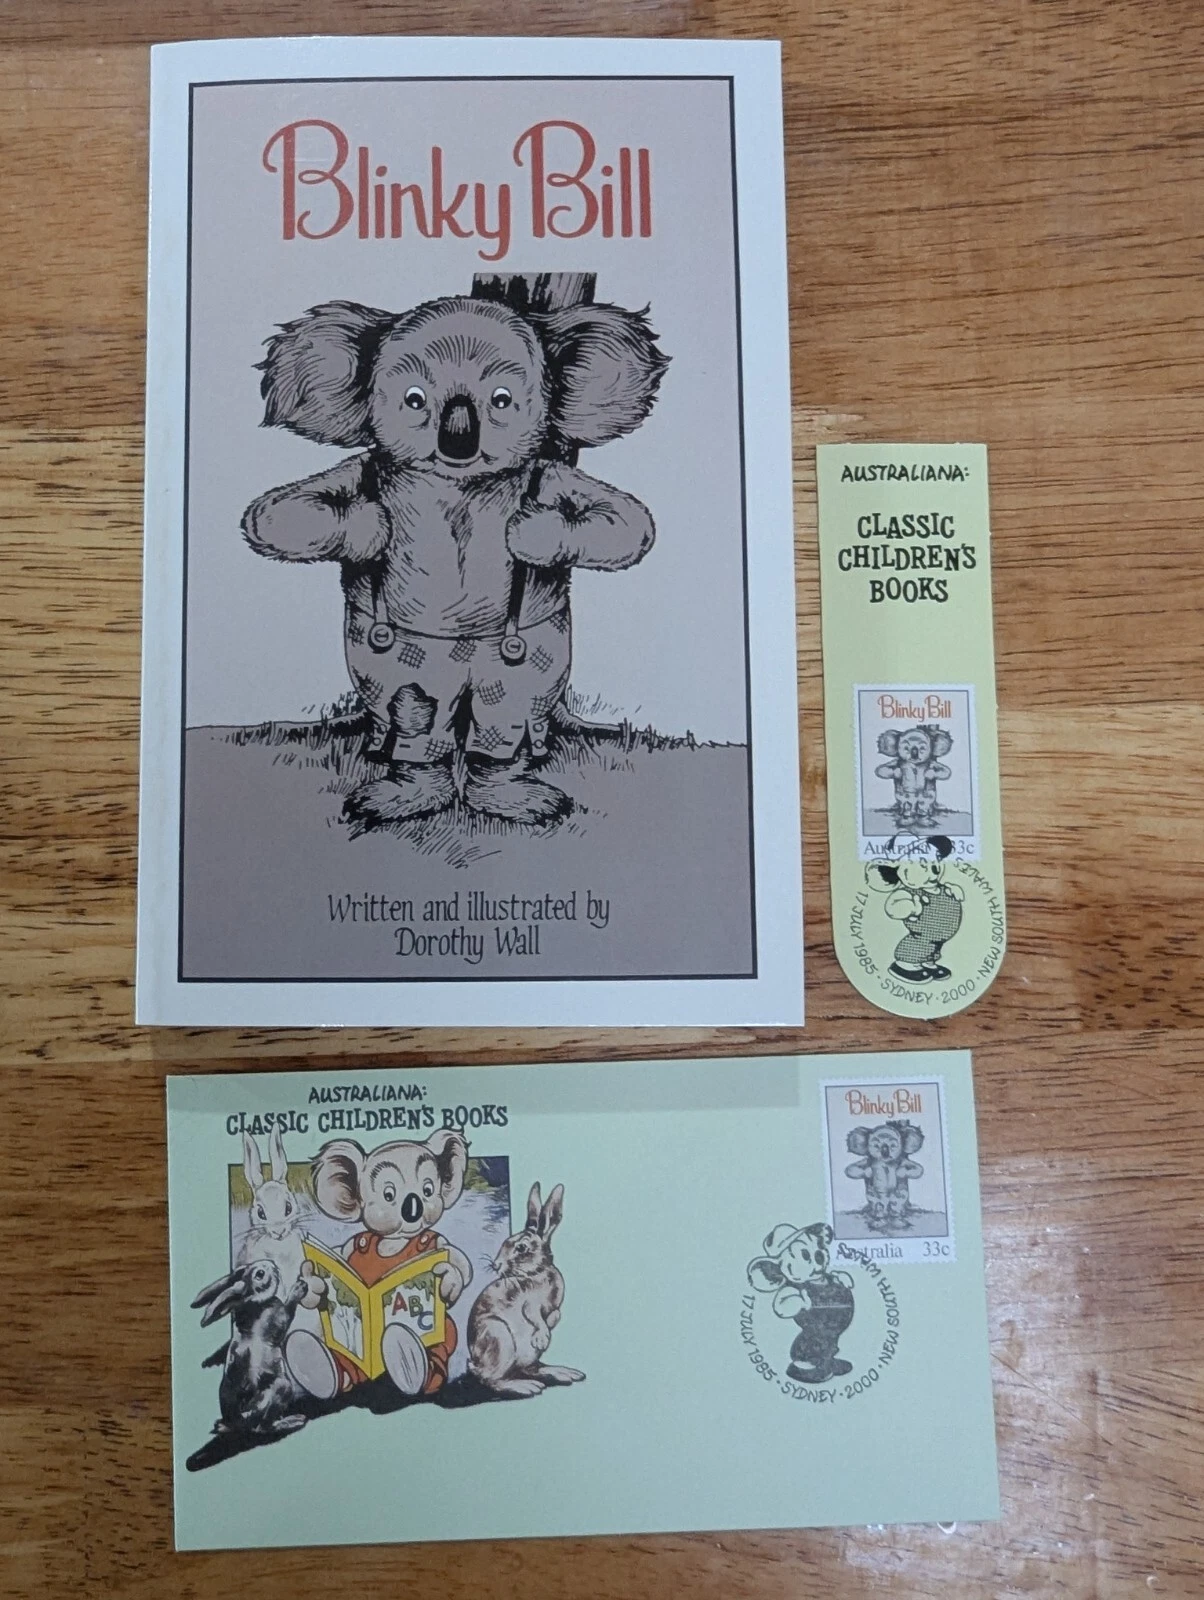 Blinky Bill
Written and illustrated by
Dorothy Wall
AUSTRALIANA:
CLASSIC
CHILDREN'S
BOOKS
Blinky Bill
Australia 33c
17 JULY 1985 · SYDNEY · 2000 · NEW SOUTH WALES
AUSTRALIANA:
CLASSIC CHILDREN'S BOOKS
ABC
Blinky Bill
Australia 33c
17 JULY 1985 · SYDNEY · 2000 · NEW SOUTH WALES